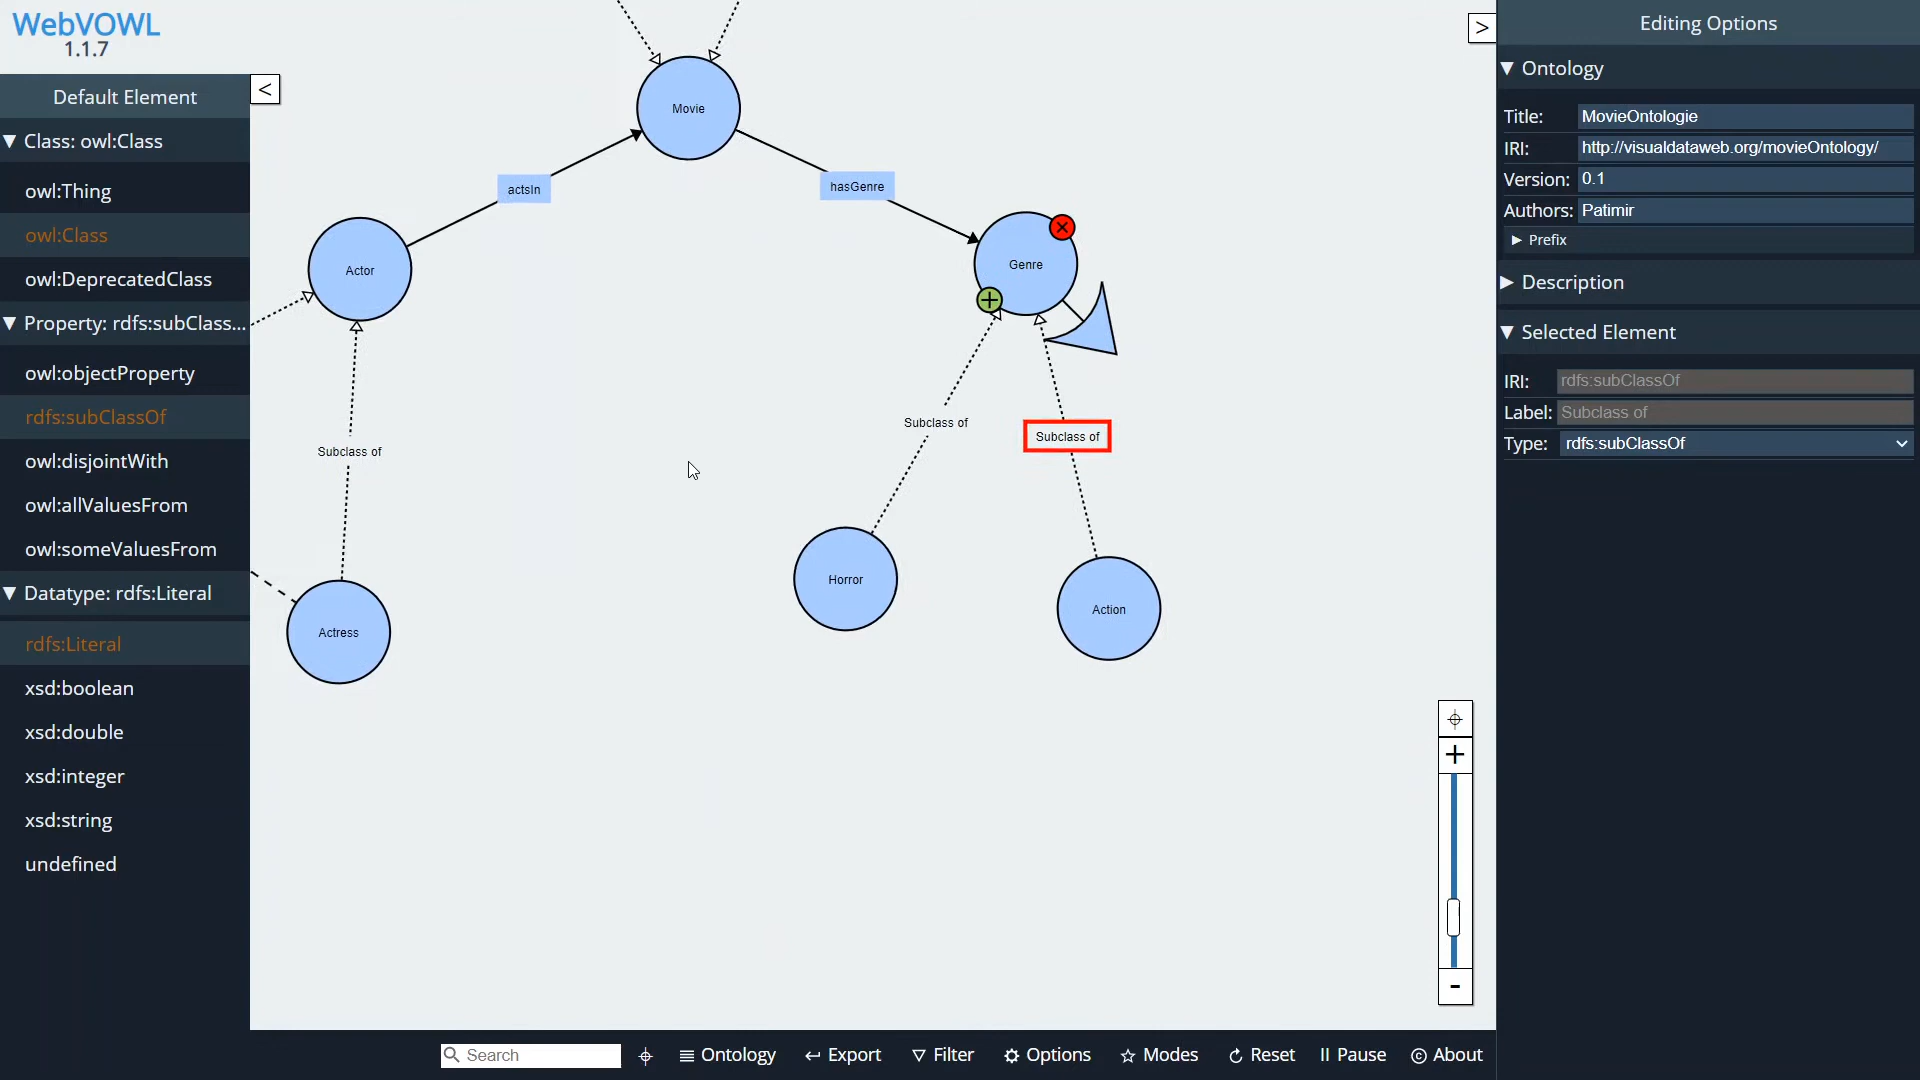 WebVOWL
1.1.7
Default Element
<
▼ Class: owl:Class
owl:Thing
owl:Class
owl:DeprecatedClass
▼ Property: rdfs:subClass...
owl:objectProperty
rdfs:subClassOf
owl:disjointWith
owl:allValuesFrom
owl:someValuesFrom
▼ Datatype: rdfs:Literal
rdfs:Literal
xsd:boolean
xsd:double
xsd:integer
xsd:string
undefined
Movie
actsIn
hasGenre
Actor
Genre
Subclass of
Subclass of
Subclass of
Horror
Action
Actress
>
+
-
Editing Options
▼ Ontology
Title: MovieOntologie
IRI: http://visualdataweb.org/movieOntology/
Version: 0.1
Authors: Patimir
▶ Prefix
▶ Description
▼ Selected Element
IRI: rdfs:subClassOf
Label: Subclass of
Type: rdfs:subClassOf
Search
Ontology
Export
Filter
Options
Modes
Reset
Pause
© About